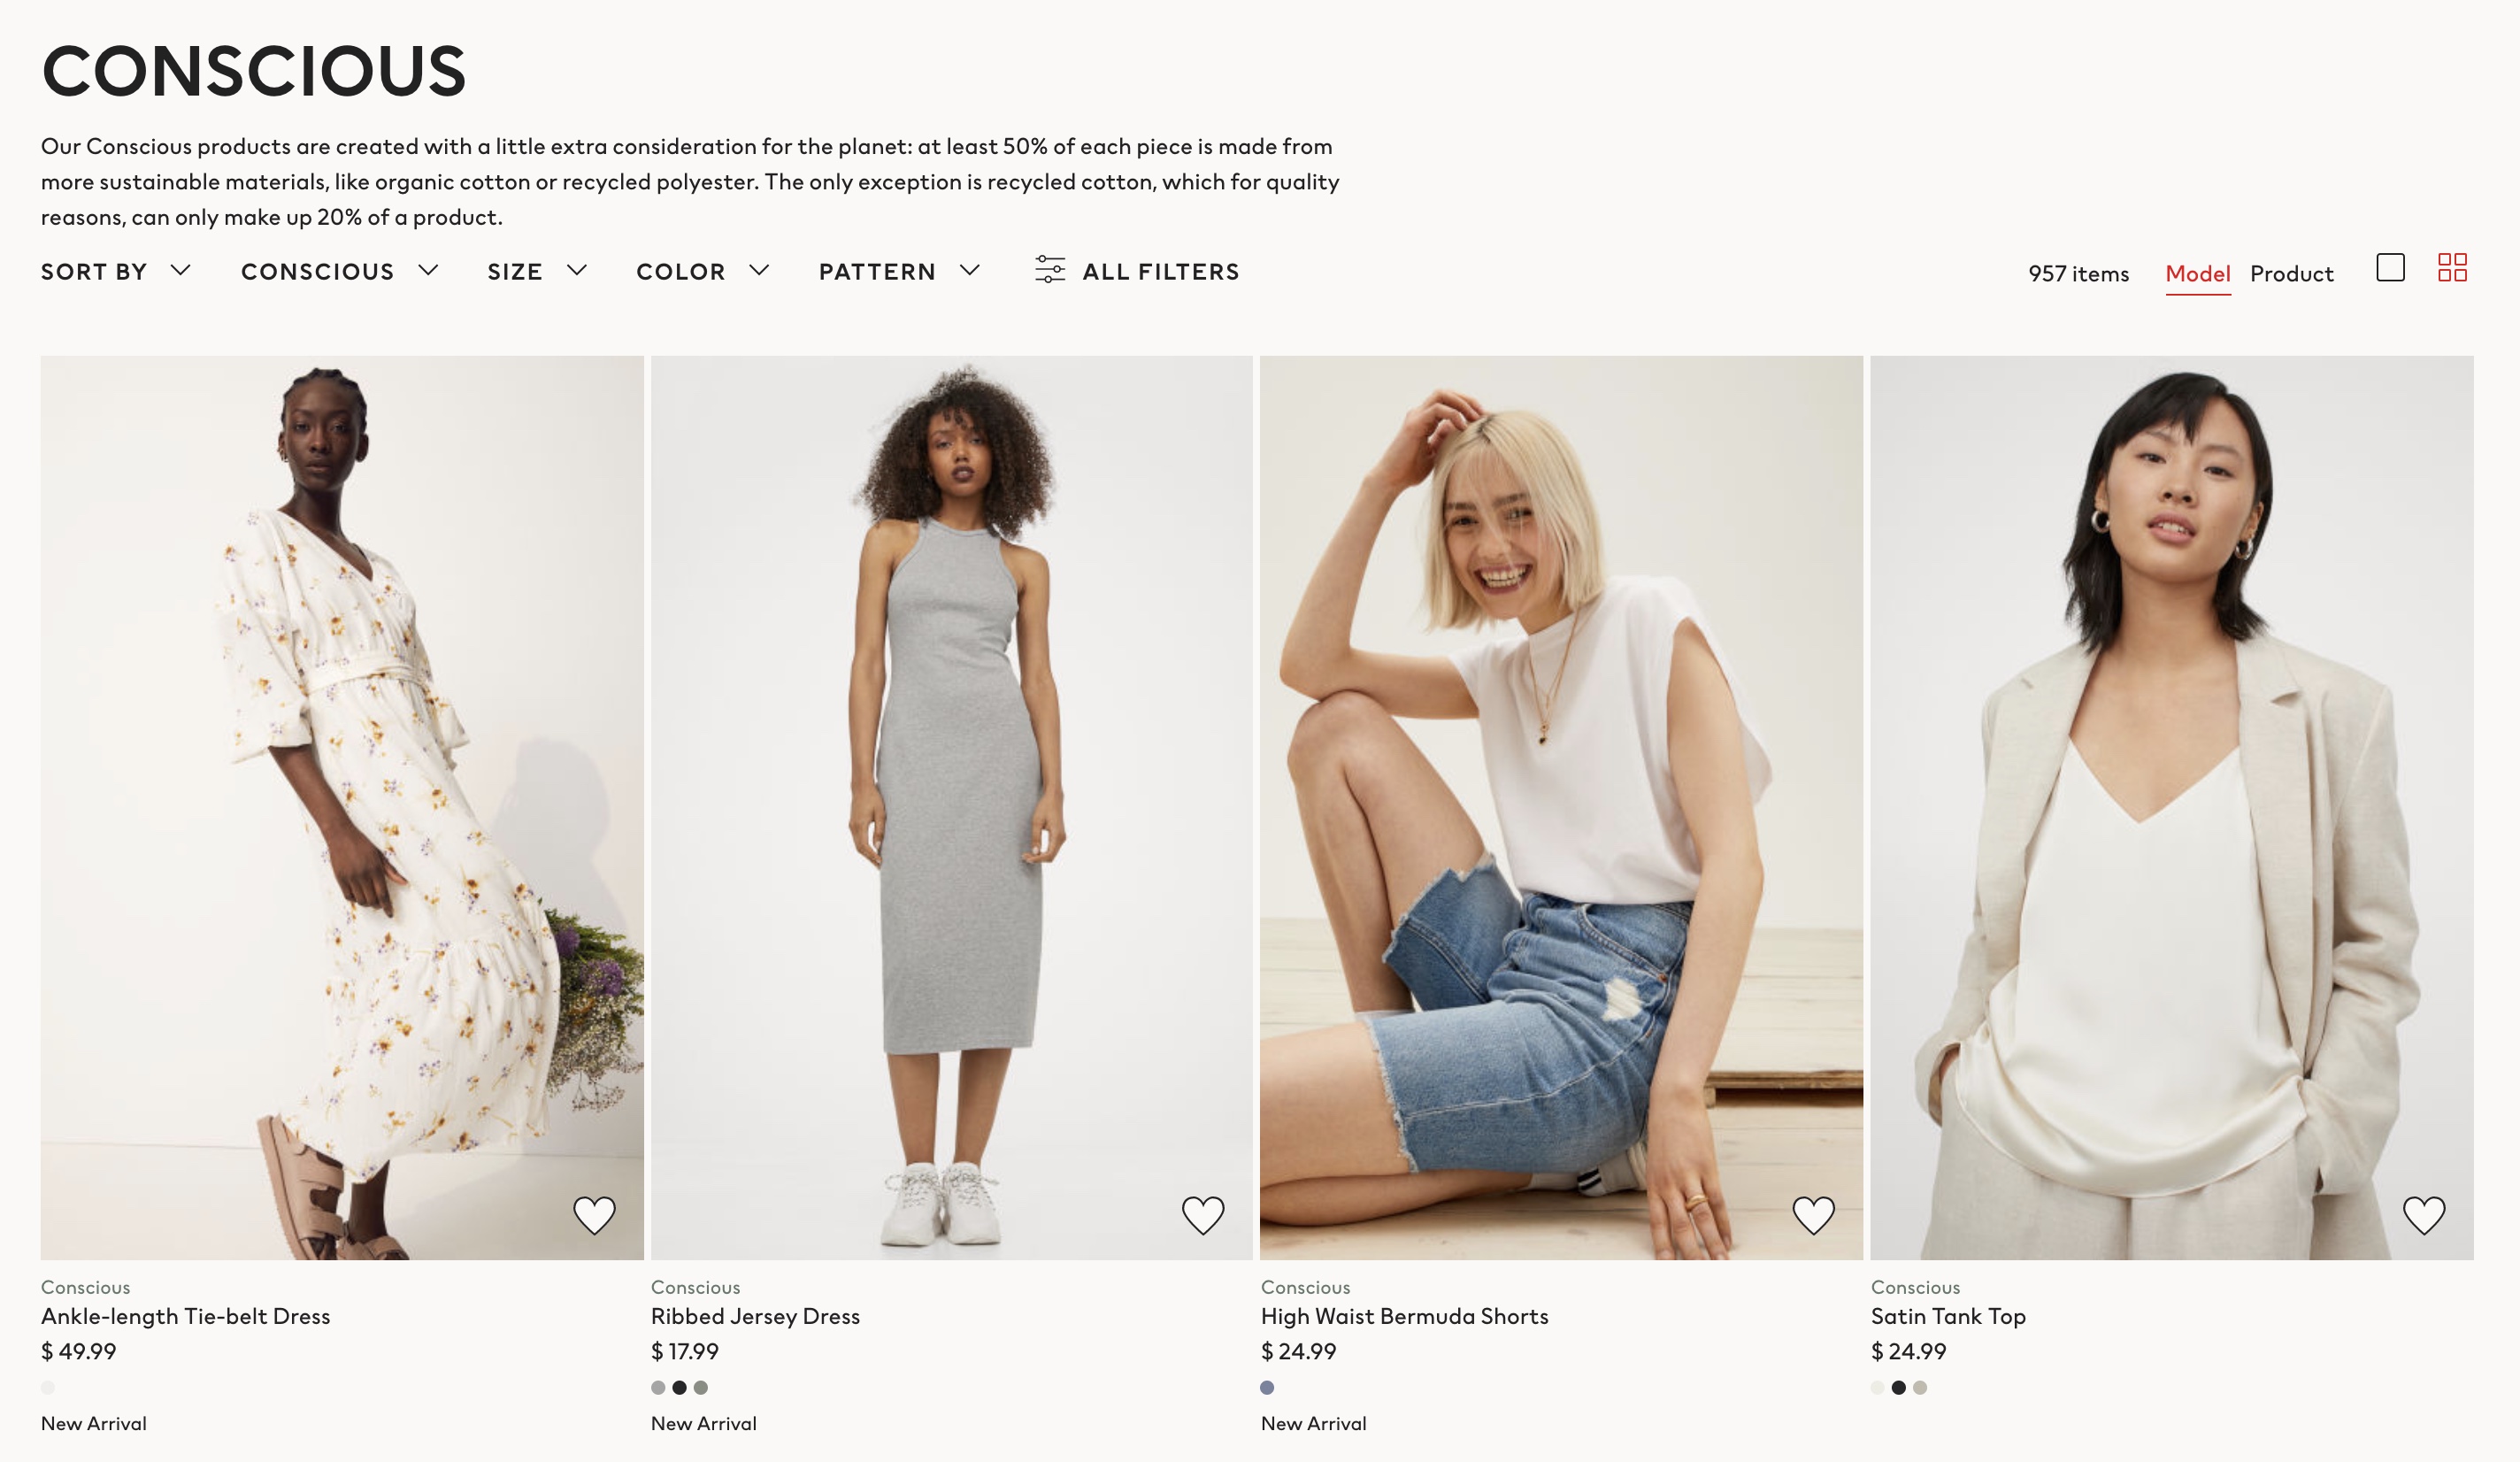 CONSCIOUS
Our Conscious products are created with a little extra consideration for the planet: at least 50% of each piece is made from
more sustainable materials, like organic cotton or recycled polyester. The only exception is recycled cotton, which for quality
reasons, can only make up 20% of a product.
SORT BY CONSCIOUS SIZE COLOR PATTERN ALL FILTERS 957 items Model Product
Conscious
Ankle-length Tie-belt Dress
$ 49.99
New Arrival
Conscious
Ribbed Jersey Dress
$ 17.99
New Arrival
Conscious
High Waist Bermuda Shorts
$ 24.99
New Arrival
Conscious
Satin Tank Top
$ 24.99